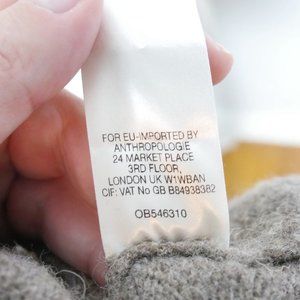 FOR EU-IMPORTED BY
ANTHROPOLOGIE
24 MARKET PLACE
3RD FLOOR,
LONDON UK W1WBAN
CIF: VAT No GB B84938382
OB546310